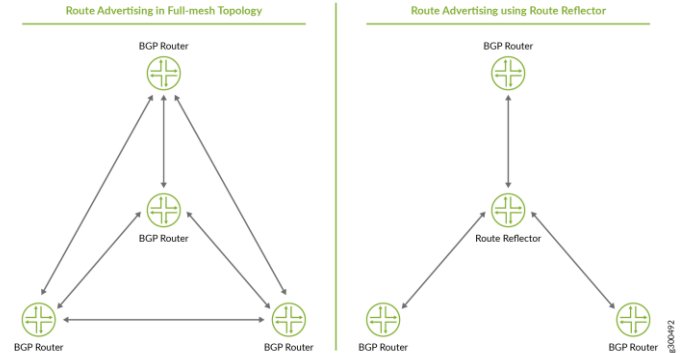 Route Advertising in Full-mesh Topology
BGP Router
BGP Router
BGP Router
BGP Router
Route Advertising using Route Reflector
BGP Router
Route Reflector
BGP Router
BGP Router
g300492